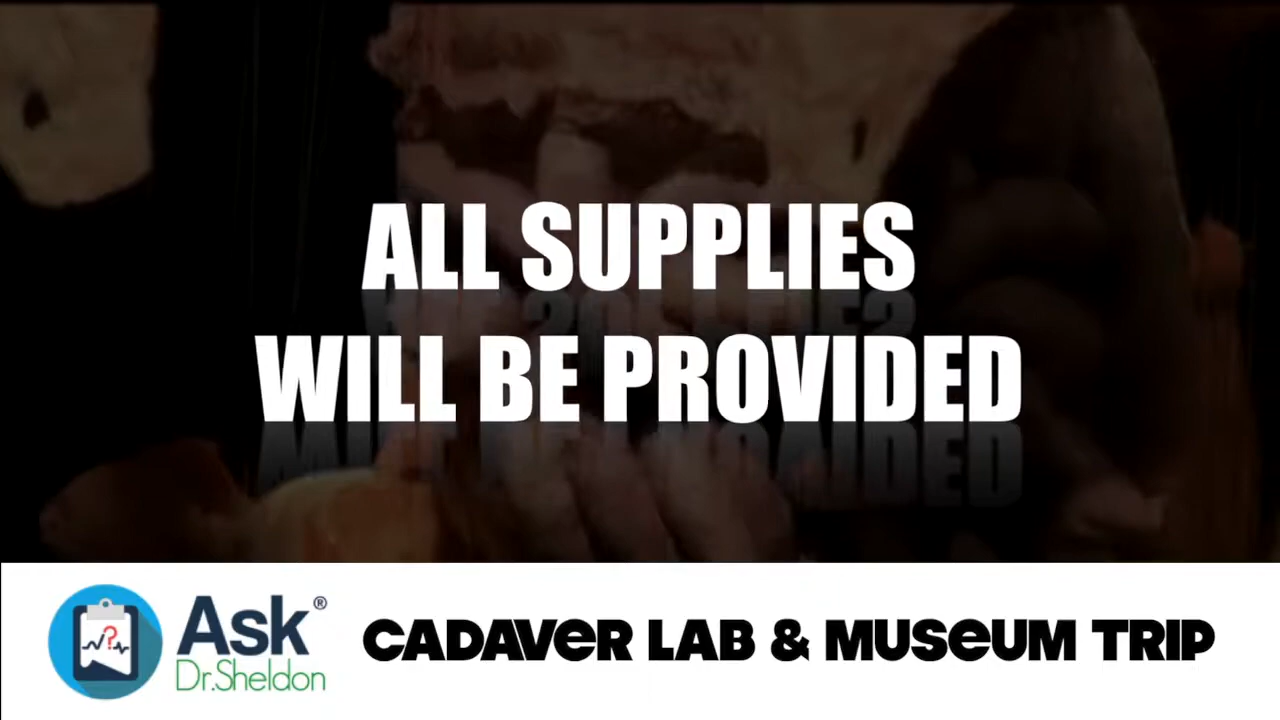 ALL SUPPLIES
WILL BE PROVIDED
Ask®
Dr.Sheldon
CADAVER LAB & MUSEUM TRIP